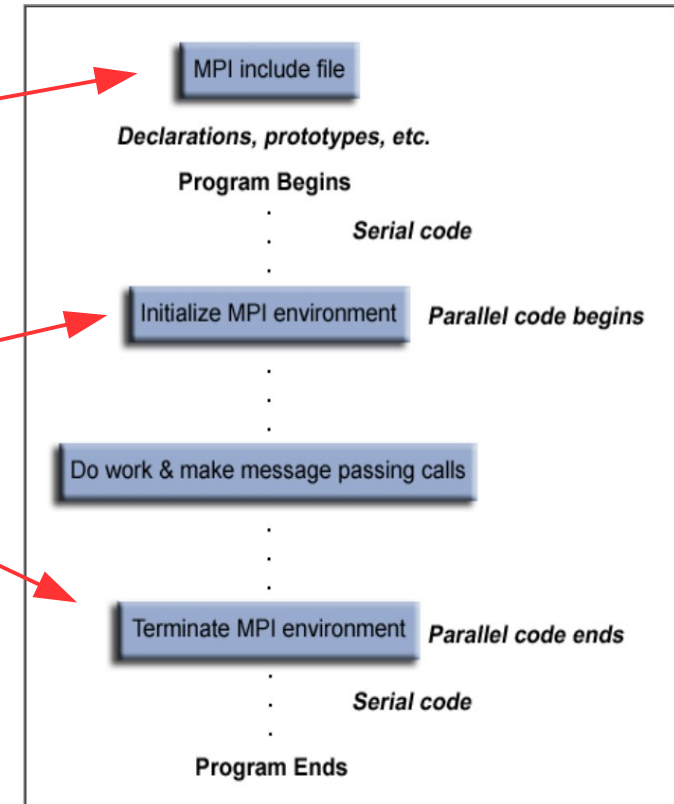 MPI include file
Declarations, prototypes, etc.
Program Begins
Serial code
Initialize MPI environment
Parallel code begins
Do work & make message passing calls
Terminate MPI environment
Parallel code ends
Serial code
Program Ends